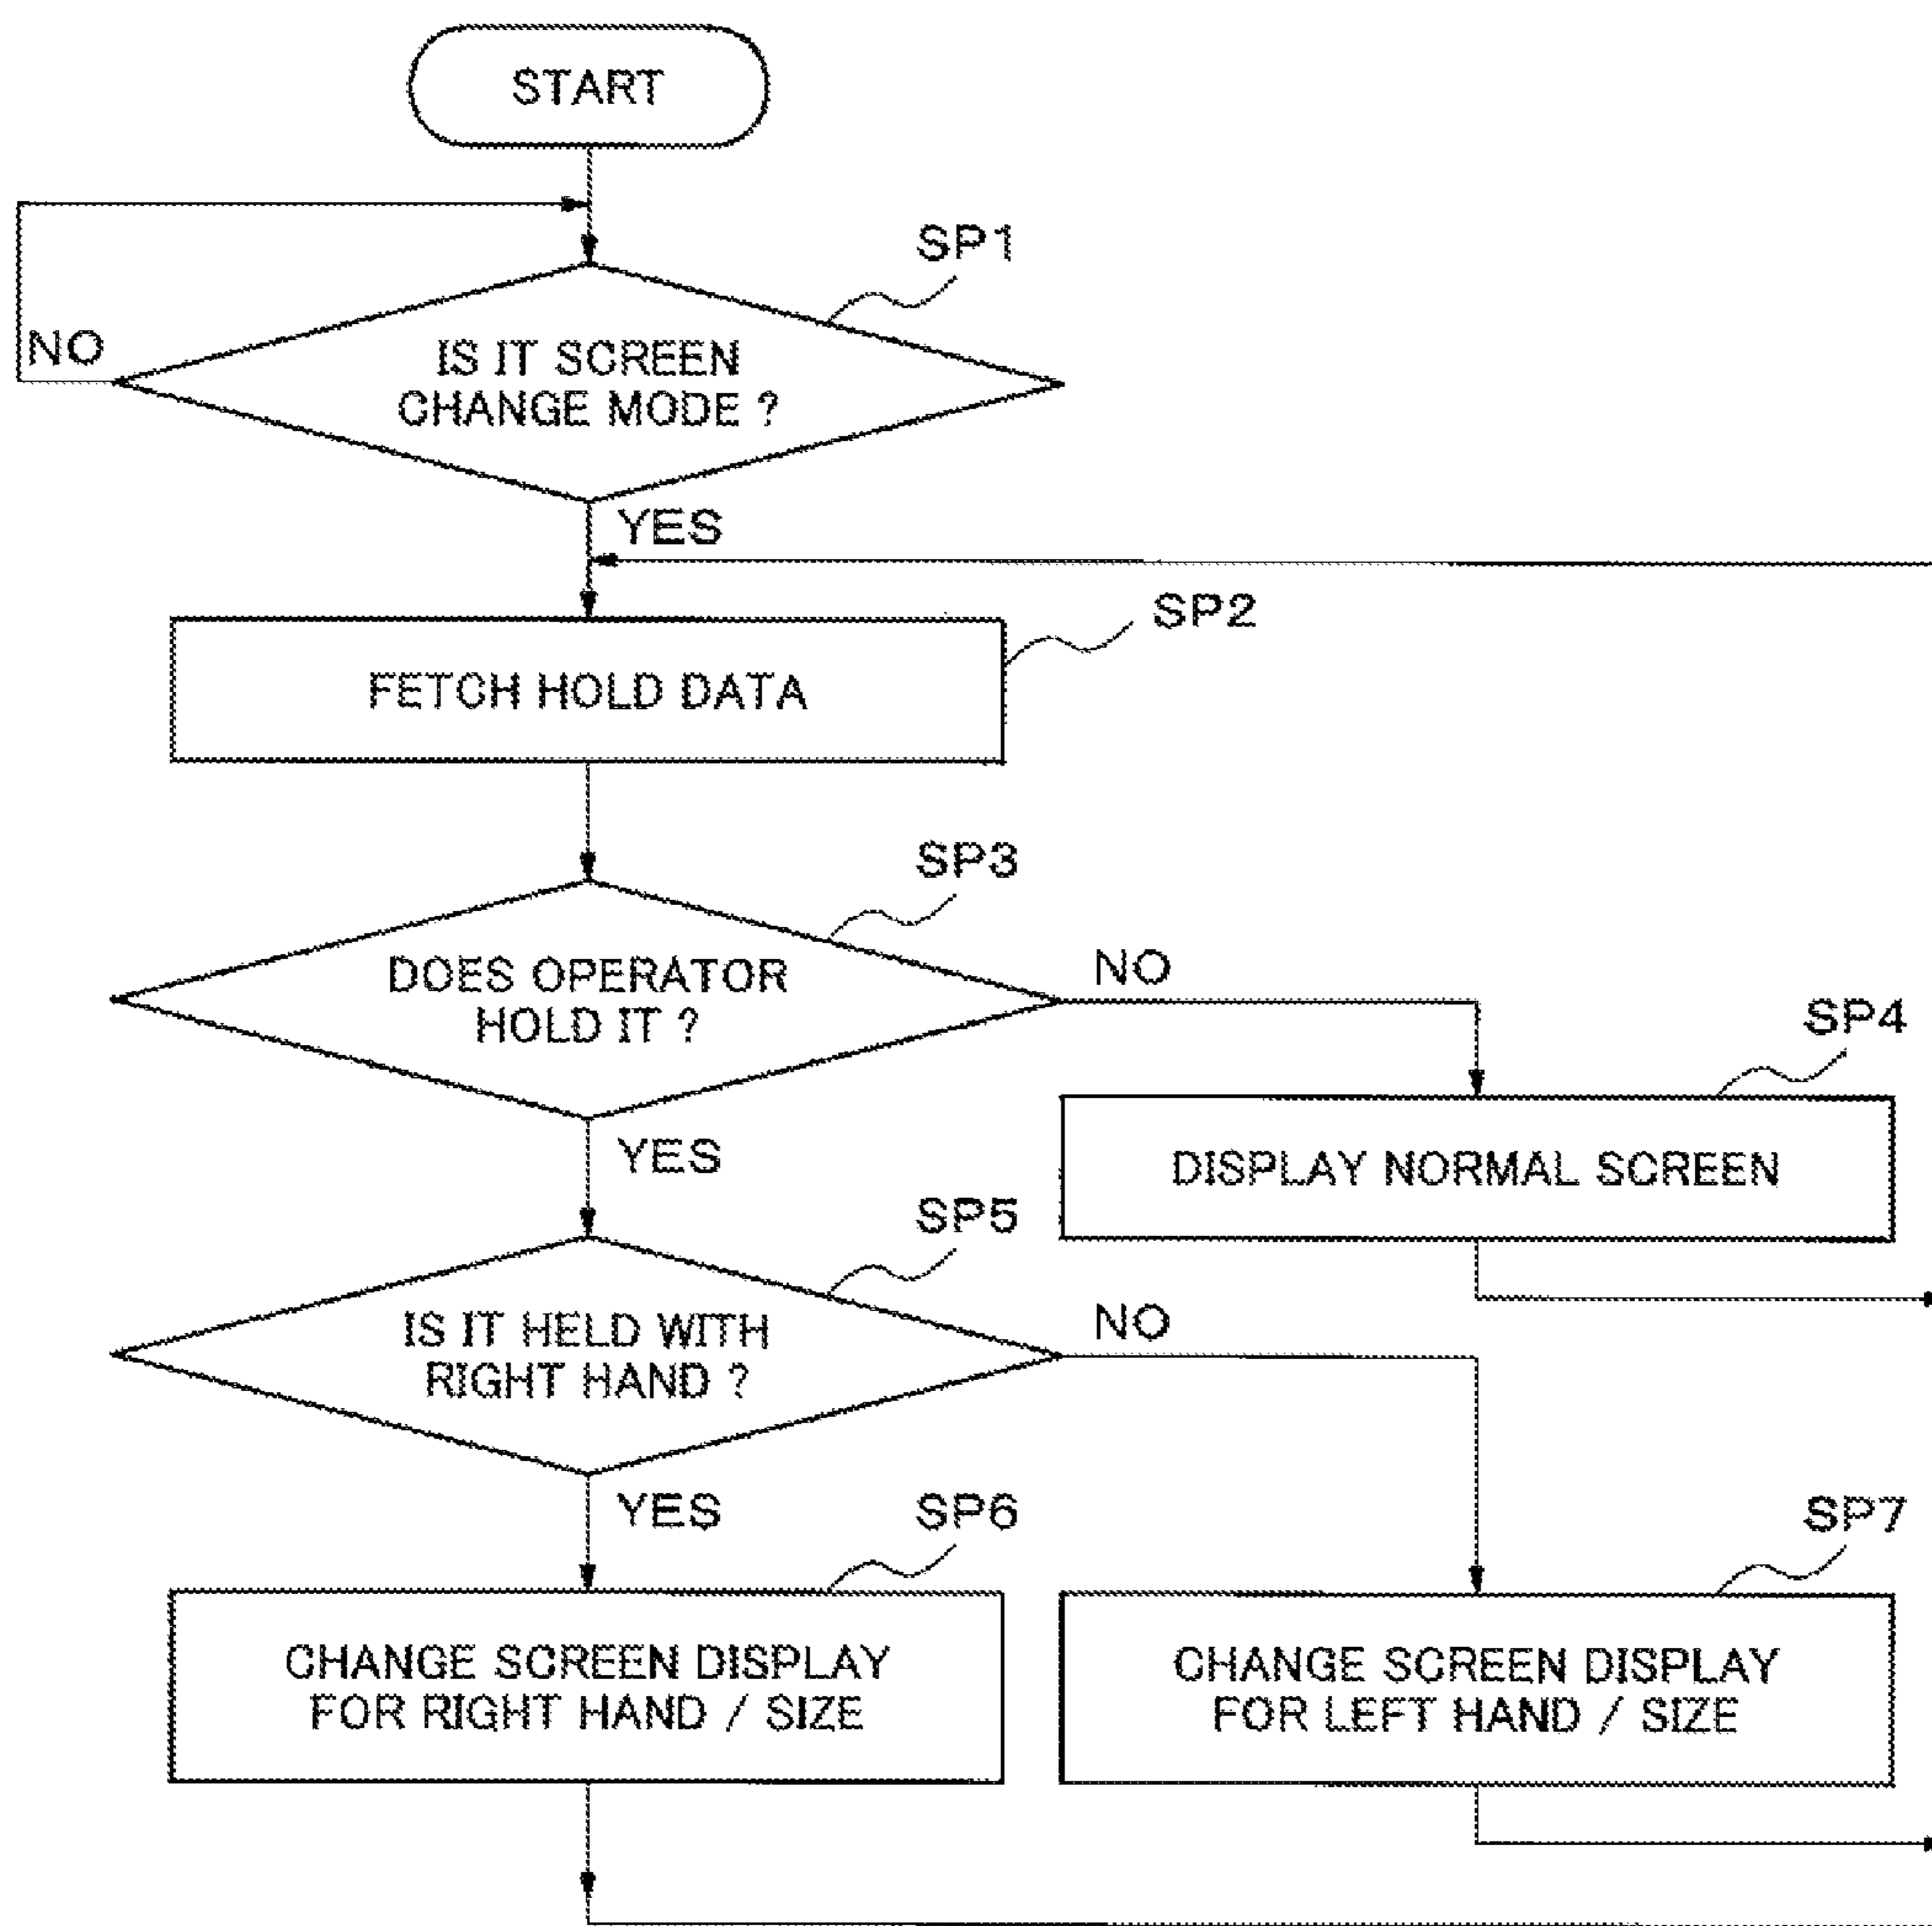 START
SP1
NO
IS IT SCREEN
CHANGE MODE ?
YES
SP2
FETCH HOLD DATA
SP3
DOES OPERATOR
HOLD IT ?
NO
SP4
YES
DISPLAY NORMAL SCREEN
SP5
IS IT HELD WITH
RIGHT HAND ?
NO
YES
SP6
SP7
CHANGE SCREEN DISPLAY
FOR RIGHT HAND / SIZE
CHANGE SCREEN DISPLAY
FOR LEFT HAND / SIZE